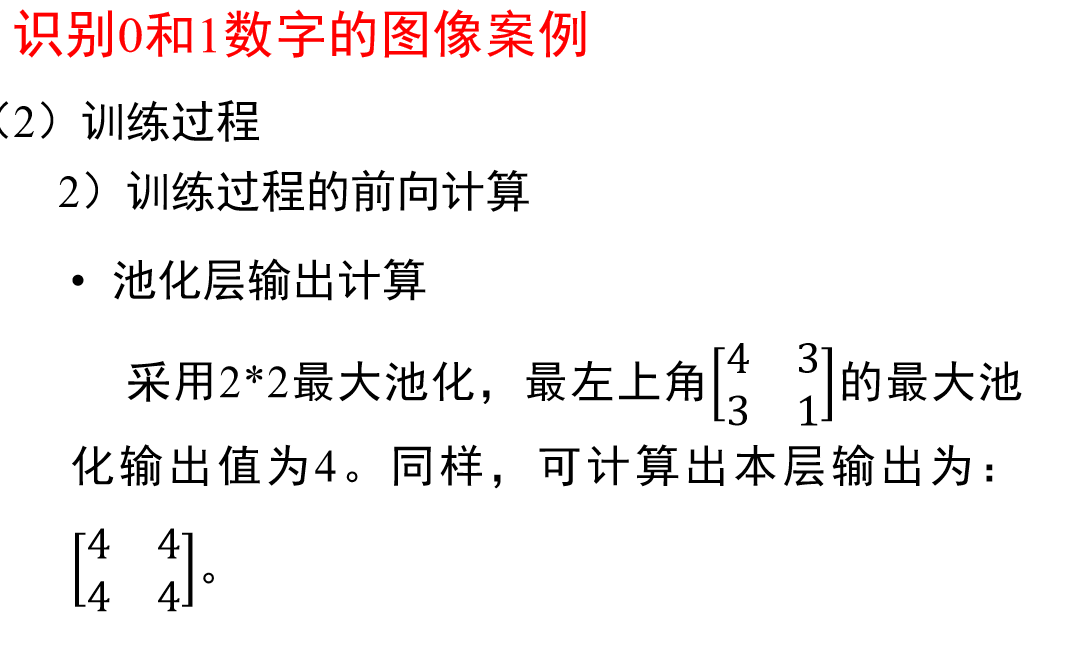 识别0和1数字的图像案例
（2）训练过程
2）训练过程的前向计算
• 池化层输出计算
采用2*2最大池化，最左上角[4 3; 3 1]的最大池
化输出值为4。同样，可计算出本层输出为：
[4 4; 4 4]。